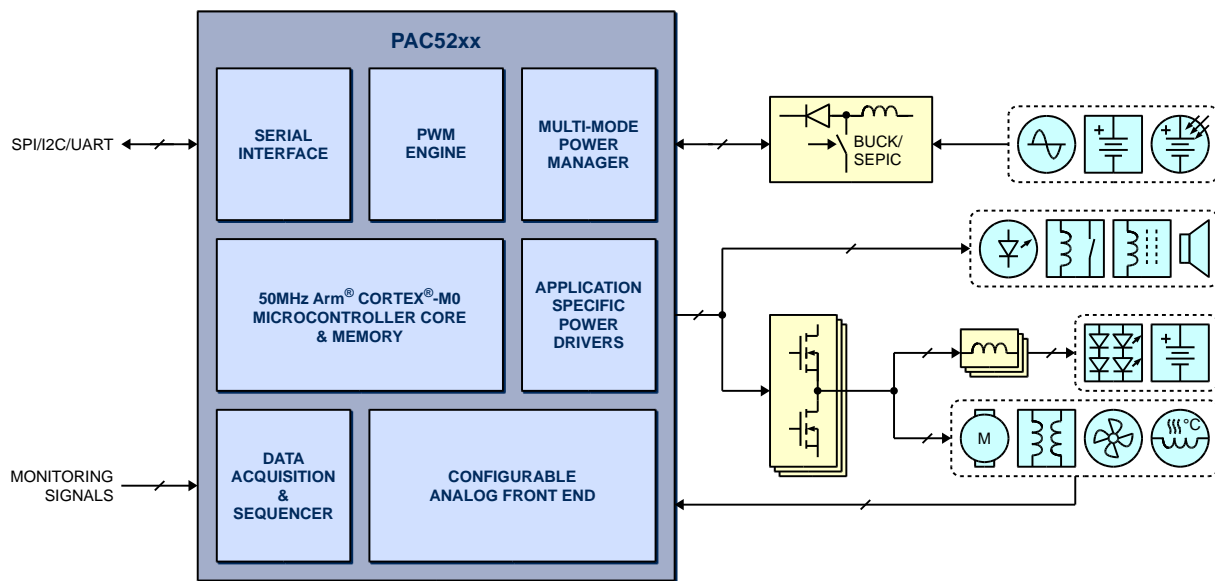 PAC52xx
SERIAL
INTERFACE
PWM
ENGINE
MULTI-MODE
POWER
MANAGER
SPI/I2C/UART
BUCK/
SEPIC
+
+
50MHz Arm® CORTEX®-M0
MICROCONTROLLER CORE
& MEMORY
APPLICATION
SPECIFIC
POWER
DRIVERS
+
M
°C
DATA
ACQUISITION
&
SEQUENCER
CONFIGURABLE
ANALOG FRONT END
MONITORING
SIGNALS